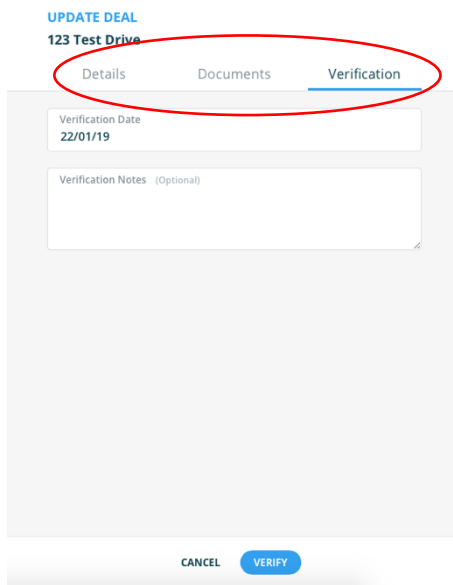 UPDATE DEAL
123 Test Drive
Details Documents Verification
Verification Date
22/01/19
Verification Notes (Optional)
CANCEL VERIFY